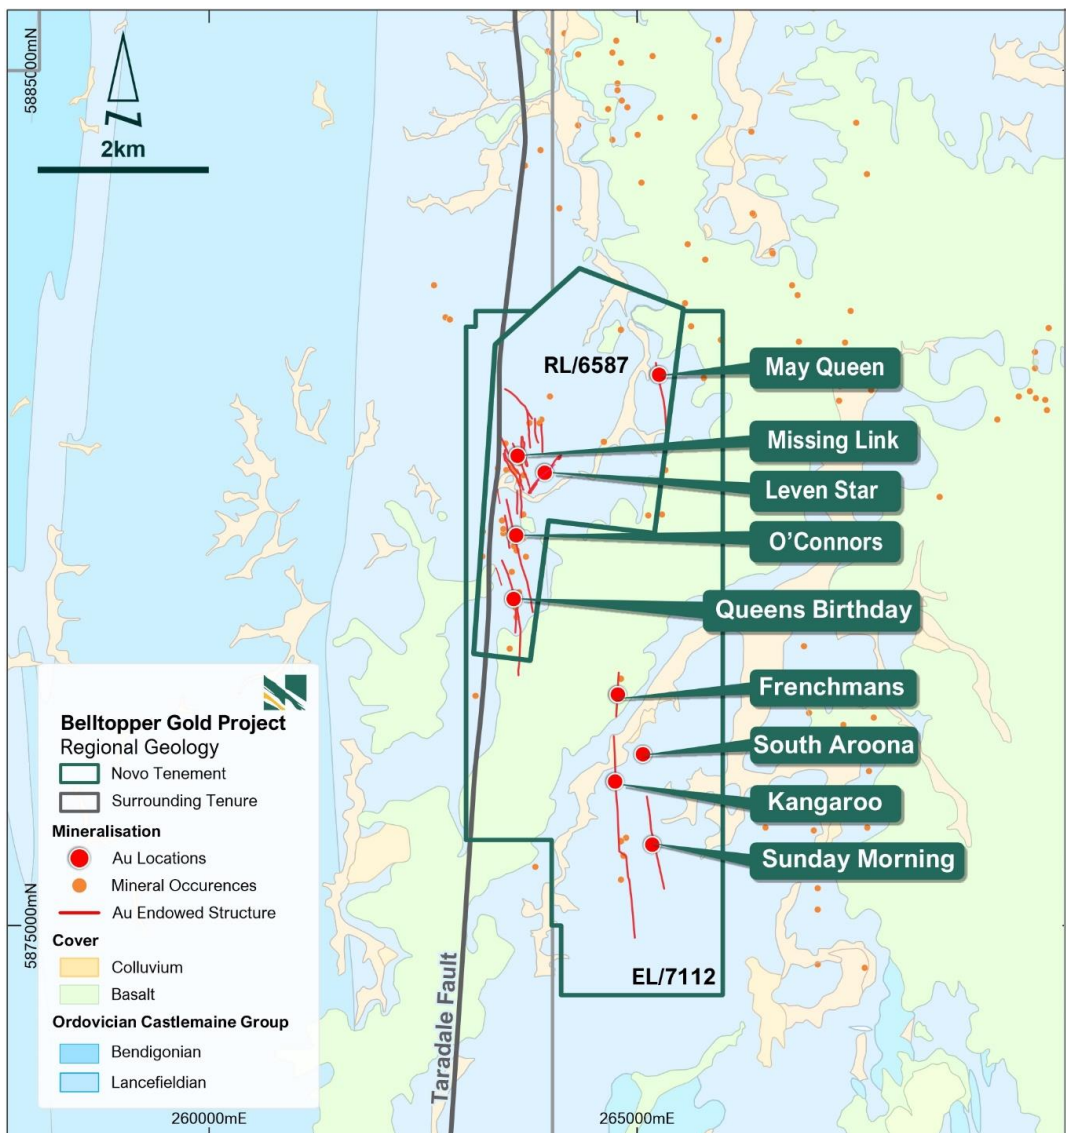 5885000mN
N
2km
RL/6587
May Queen
Missing Link
Leven Star
O'Connors
Queens Birthday
Frenchmans
South Aroona
Kangaroo
Sunday Morning
EL/7112
Taradale Fault
Belltopper Gold Project
Regional Geology
Novo Tenement
Surrounding Tenure
Mineralisation
Au Locations
Mineral Occurences
Au Endowed Structure
Cover
Colluvium
Basalt
Ordovician Castlemaine Group
Bendigonian
Lancefieldian
5875000mN
260000mE
265000mE